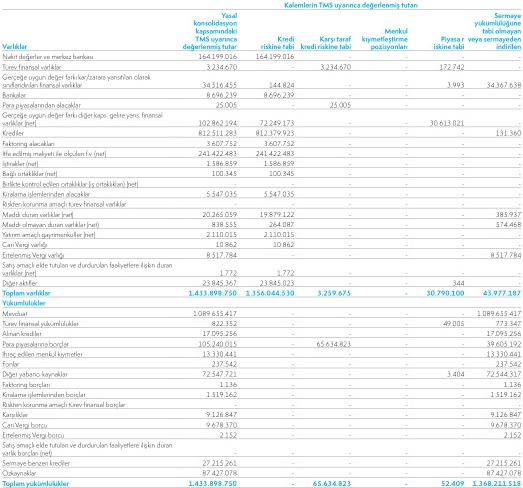 Kalemlerin TMS uyarınca değerlenmiş tutarı
Varlıklar Yasal konsolidasyon kapsamındaki TMS uyarınca değerlenmiş tutar Kredi riskine tabi Karşı taraf kredi riskine tabi Menkul kıymetleştirme pozisyonları Piyasa riskine tabi Sermaye yükümlülüğüne tabi olmayan veya sermayeden indirilen
Nakit değerler ve merkez bankası 164.199.016 164.199.016 - - - -
Türev finansal varlıklar 3.234.670 - 3.234.670 - 172.742 -
Gerçeğe uygun değer farkı kar/zarara yansıtılan olarak
sınıflandırılan finansal varlıklar 34.516.455 144.824 - - 3.993 34.367.638
Bankalar 8.696.239 8.696.239 - - - -
Para piyasalarından alacaklar 25.005 - 25.005 - - -
Gerçeğe uygun değer farkı diğer kaps. gelire yans. finansal
varlıklar (net) 102.862.194 72.249.173 - - 30.613.021 -
Krediler 812.511.283 812.379.923 - - - 131.360
Faktoring alacakları 3.607.752 3.607.752 - - - -
İtfa edilmiş maliyeti ile ölçülen f.v. (net) 241.422.483 241.422.483 - - - -
İştirakler (net) 1.586.859 1.586.859 - - - -
Bağlı ortaklıklar (net) 100.345 100.345 - - - -
Birlikte kontrol edilen ortaklıklar (iş ortaklıkları) (net) - - - - - -
Kiralama işlemlerinden alacaklar 5.547.035 5.547.035 - - - -
Riskten korunma amaçlı türev finansal varlıklar - - - - - -
Maddi duran varlıklar (net) 20.265.059 19.879.122 - - - 385.937
Maddi olmayan duran varlıklar (net) 838.555 264.087 - - - 574.468
Yatırım amaçlı gayrimenkuller (net) 2.110.015 2.110.015 - - - -
Cari Vergi varlığı 10.862 10.862 - - - -
Ertelenmiş Vergi varlığı 8.517.784 - - - - 8.517.784
Satış amaçlı elde tutulan ve durdurulan faaliyetlere ilişkin duran
varlıklar (net) 1.772 1.772 - - - -
Diğer aktifler 23.845.367 23.845.023 - - 344 -
Toplam varlıklar 1.433.898.750 1.356.044.530 3.259.675 - 30.790.100 43.977.187
Yükümlülükler
Mevduat 1.089.655.417 - - - - 1.089.655.417
Türev finansal yükümlülükler 822.352 - - - 49.005 773.347
Alınan krediler 17.095.256 - - - - 17.095.256
Para piyasalarına borçlar 105.240.015 - 65.634.823 - - 39.605.192
İhraç edilen menkul kıymetler 13.330.441 - - - - 13.330.441
Fonlar 237.542 - - - - 237.542
Diğer yabancı kaynaklar 72.547.721 - - - 3.404 72.544.317
Faktoring borçları 1.136 - - - - 1.136
Kiralama işlemlerinden borçlar 1.519.162 - - - - 1.519.162
Riskten korunma amaçlı türev finansal borçlar - - - - - -
Karşılıklar 9.126.847 - - - - 9.126.847
Cari Vergi borcu 9.678.370 - - - - 9.678.370
Ertelenmiş Vergi borcu 2.152 - - - - 2.152
Satış amaçlı elde tutulan ve durdurulan faaliyetlere ilişkin duran
varlık borçları (net) - - - - - -
Sermaye benzeri krediler 27.215.261 - - - - 27.215.261
Özkaynaklar 87.427.078 - - - - 87.427.078
Toplam yükümlülükler 1.433.898.750 - 65.634.823 - 52.409 1.368.211.518